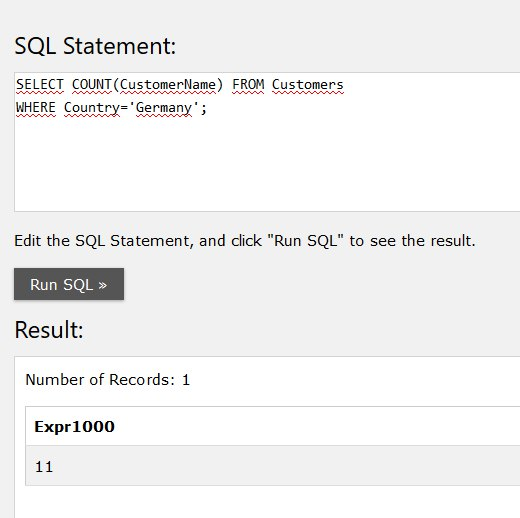 SQL Statement:
SELECT COUNT(CustomerName) FROM Customers
WHERE Country='Germany';
Edit the SQL Statement, and click "Run SQL" to see the result.
Run SQL »
Result:
Number of Records: 1
Expr1000
11